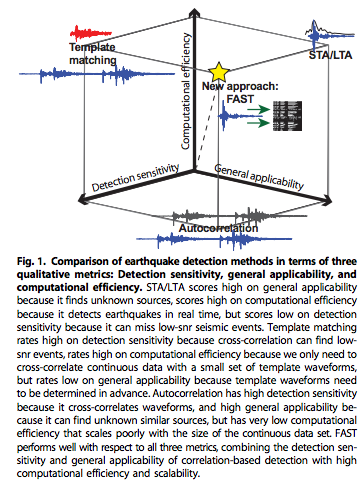 Template
matching
STA/LTA
Computational efficiency
New approach:
FAST
Detection sensitivity
General applicability
Autocorrelation
Fig. 1. Comparison of earthquake detection methods in terms of three
qualitative metrics: Detection sensitivity, general applicability, and
computational efficiency. STA/LTA scores high on general applicability
because it finds unknown sources, scores high on computational efficiency
because it detects earthquakes in real time, but scores low on detection
sensitivity because it can miss low-snr seismic events. Template matching
rates high on detection sensitivity because cross-correlation can find low-
snr events, rates high on computational efficiency because we only need to
cross-correlate continuous data with a small set of template waveforms,
but rates low on general applicability because template waveforms need
to be determined in advance. Autocorrelation has high detection sensitivity
because it cross-correlates waveforms, and high general applicability be-
cause it can find unknown similar sources, but has very low computational
efficiency that scales poorly with the size of the continuous data set. FAST
performs well with respect to all three metrics, combining the detection sen-
sitivity and general applicability of correlation-based detection with high
computational efficiency and scalability.